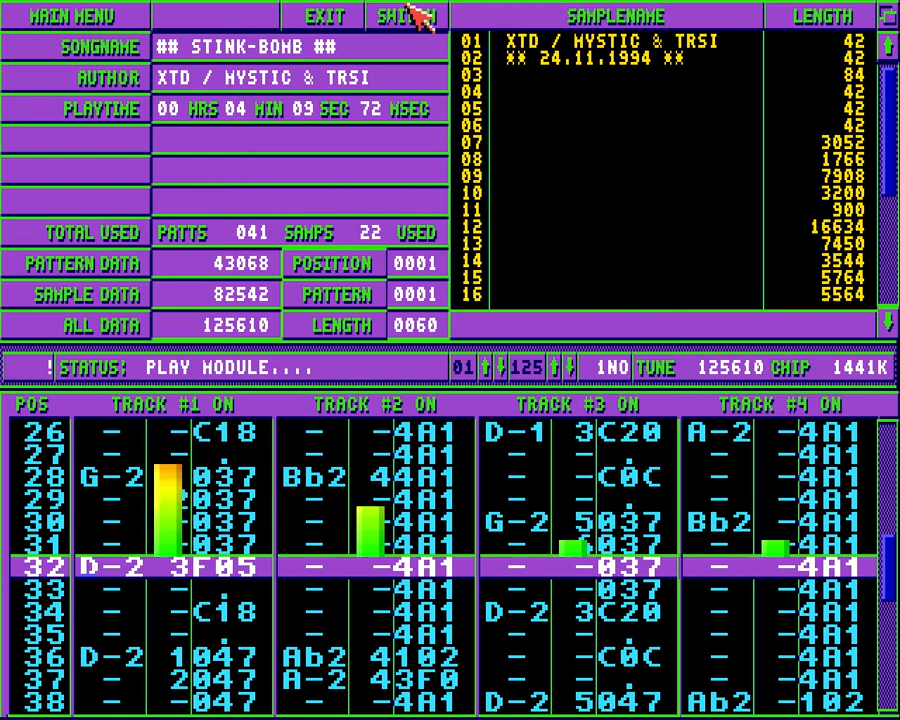 MAIN MENU EXIT SAMPLENAME LENGTH
SONGNAME ## STINK-BOMB ##
AUTHOR XTD / MYSTIC & TRSI
PLAYTIME 00 HRS 04 MIN 09 SEC 72 MSEC
TOTAL USED PATTS 041 SAMPS 22 USED
PATTERN DATA 43068 POSITION 0001
SAMPLE DATA 82542 PATTERN 0001
ALL DATA 125610 LENGTH 0060
01 XTD / MYSTIC & TRSI 42
02 ** 24.11.1994 ** 42
03 84
04 42
05 42
06 42
07 3052
08 1766
09 7908
10 3200
11 900
12 16634
13 7450
14 3544
15 5764
16 5564
! STATUS: PLAY MODULE.... 01 125 1NO TUNE 125610 CHIP 1441K
POS TRACK #1 ON TRACK #2 ON TRACK #3 ON TRACK #4 ON
26 - -C18 - -4A1 D-1 3C20 A-2 -4A1
27 - - . - -4A1 - - . - -4A1
28 G-2 037 Bb2 44A1 - -C0C - -4A1
29 - 037 - -4A1 - - . - -4A1
30 - 037 - -4A1 G-2 5037 Bb2 -4A1
31 - 037 - -4A1 - 037 - -4A1
32 D-2 3F05 - -4A1 - -037 - -4A1
33 - - . - -4A1 - -037 - -4A1
34 - -C18 - -4A1 D-2 3C20 - -4A1
35 - - . - -4A1 - - . - -4A1
36 D-2 1047 Ab2 4102 - -C0C - -4A1
37 - 2047 A-2 43F0 - - . - -4A1
38 - -047 - -4A1 D-2 5047 Ab2 -102